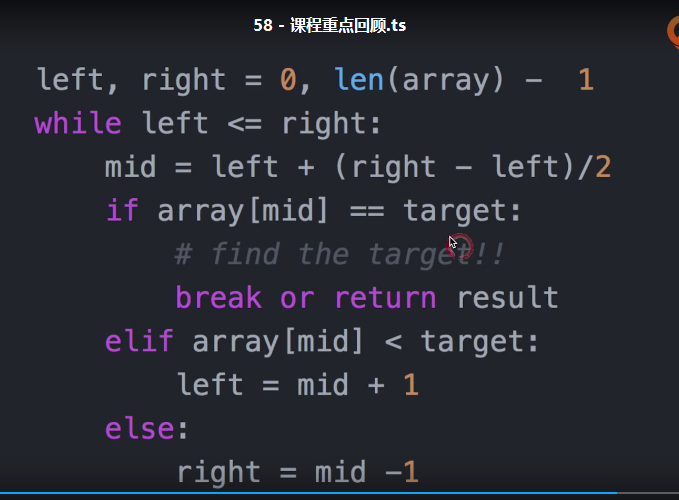 58 - 课程重点回顾.ts
left, right = 0, len(array) -  1
while left <= right:
    mid = left + (right - left)/2
    if array[mid] == target:
        # find the target!!
        break or return result
    elif array[mid] < target:
        left = mid + 1
    else:
        right = mid -1